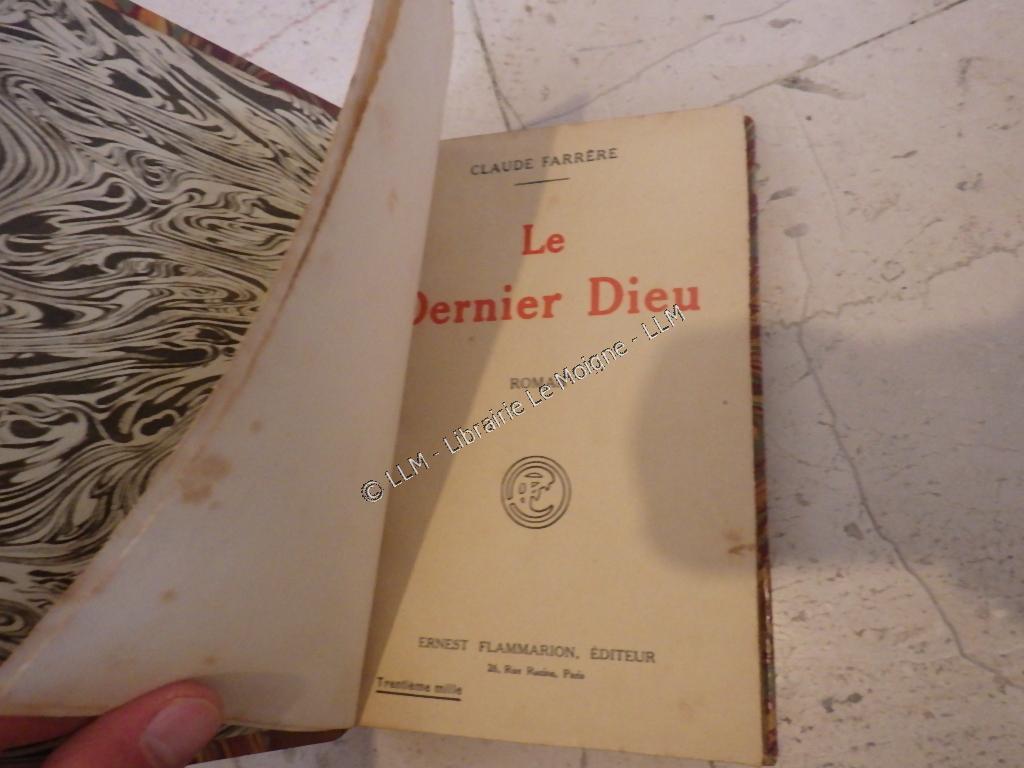 CLAUDE FARRÈRE
Le
Dernier Dieu
ROMAN
© LLM - Librairie Le Moigne - LLM
ERNEST FLAMMARION, ÉDITEUR
26, Rue Racine, Paris
Trentième mille